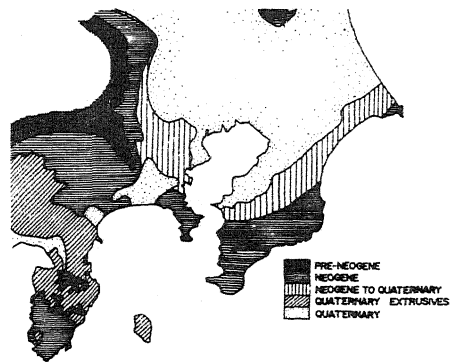 PRE-NEOGENE
NEOGENE
NEOGENE TO QUATERNARY
QUATERNARY EXTRUSIVES
QUATERNARY